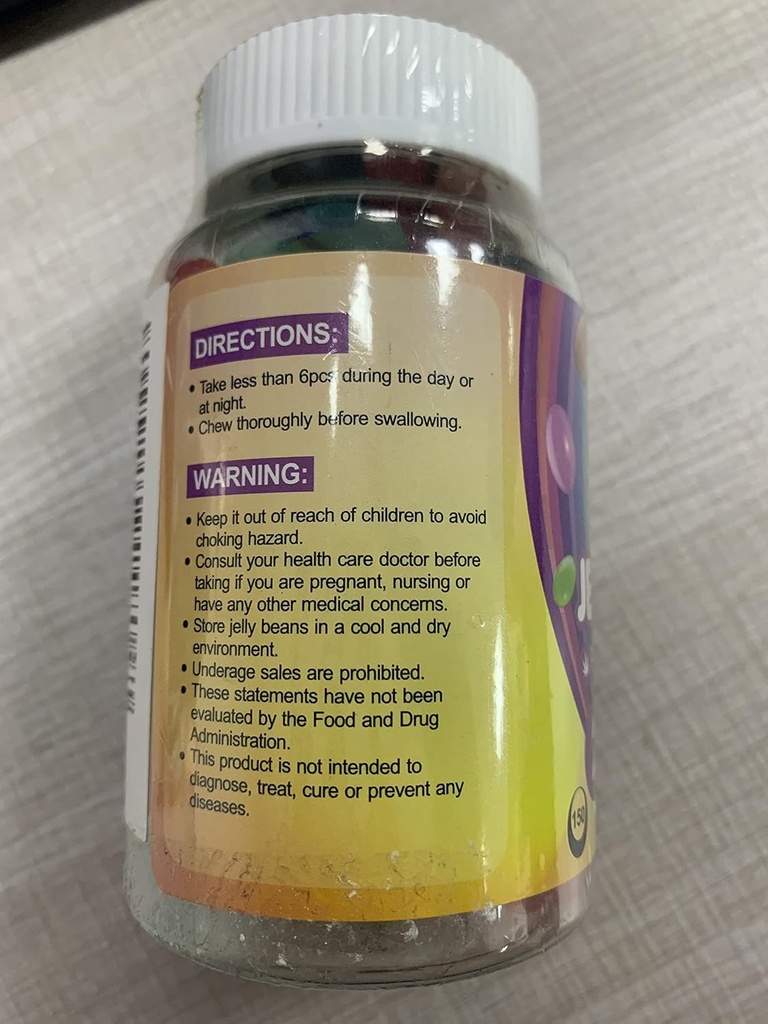 DIRECTIONS:
• Take less than 6pcs during the day or
at night.
• Chew thoroughly before swallowing.
WARNING:
• Keep it out of reach of children to avoid
choking hazard.
• Consult your health care doctor before
taking if you are pregnant, nursing or
have any other medical concerns.
• Store jelly beans in a cool and dry
environment.
• Underage sales are prohibited.
• These statements have not been
evaluated by the Food and Drug
Administration.
• This product is not intended to
diagnose, treat, cure or prevent any
diseases.
JE
150